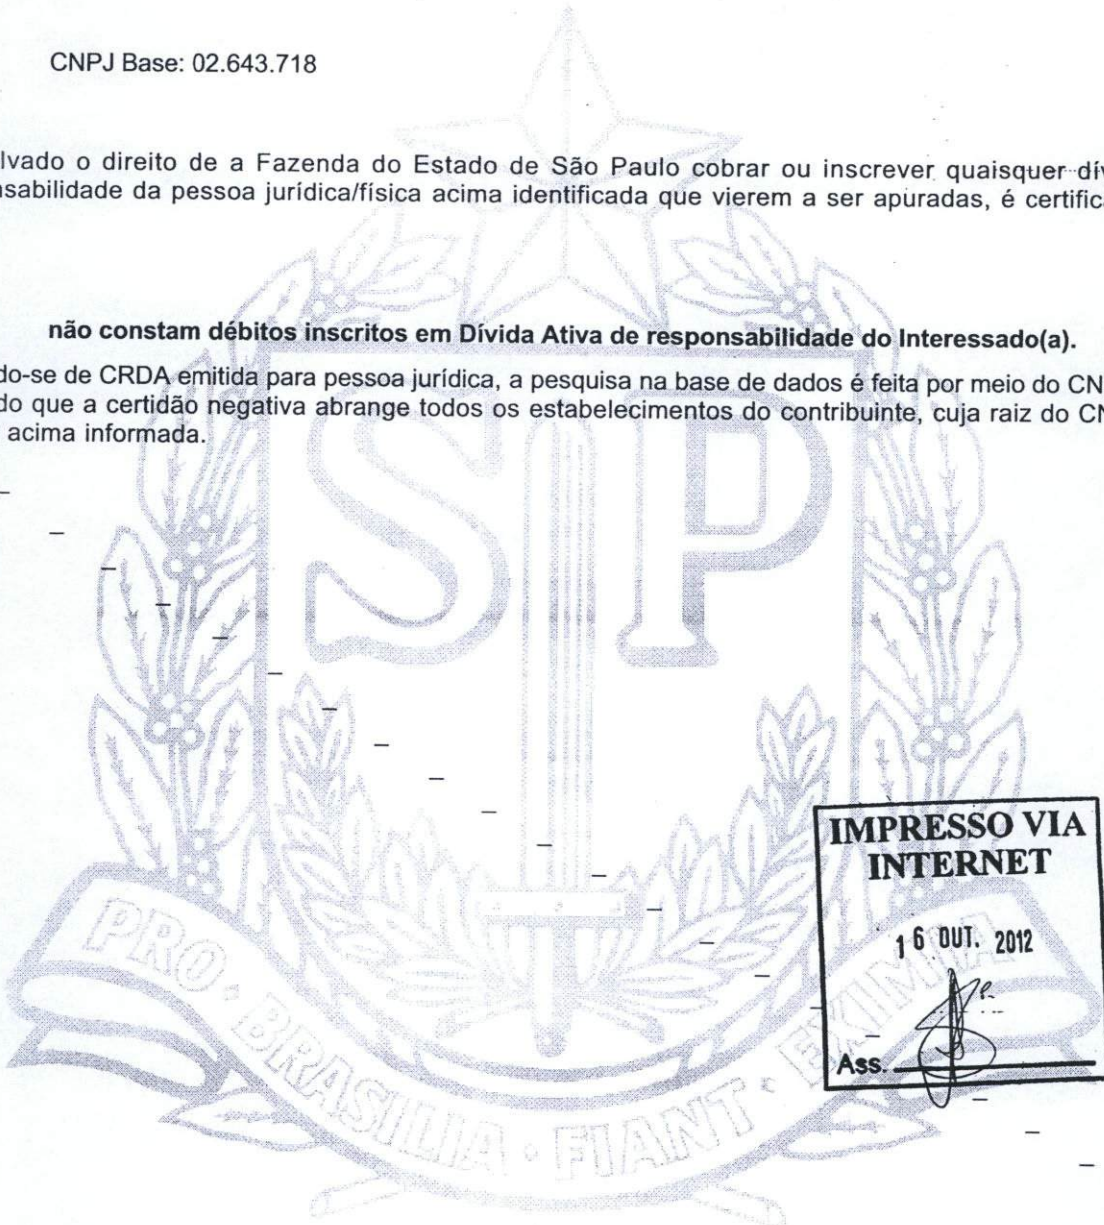 CNPJ Base: 02.643.718
lvado o direito de a Fazenda do Estado de São Paulo cobrar ou inscrever quaisquer dív
nsabilidade da pessoa jurídica/física acima identificada que vierem a ser apuradas, é certifica
não constam débitos inscritos em Dívida Ativa de responsabilidade do Interessado(a).
do-se de CRDA emitida para pessoa jurídica, a pesquisa na base de dados é feita por meio do CN
do que a certidão negativa abrange todos os estabelecimentos do contribuinte, cuja raiz do CN
acima informada.
SP
IMPRESSO VIA
INTERNET
16 OUT. 2012
Ass.
PRO · BRASILIA · FIANT · EXIMIA